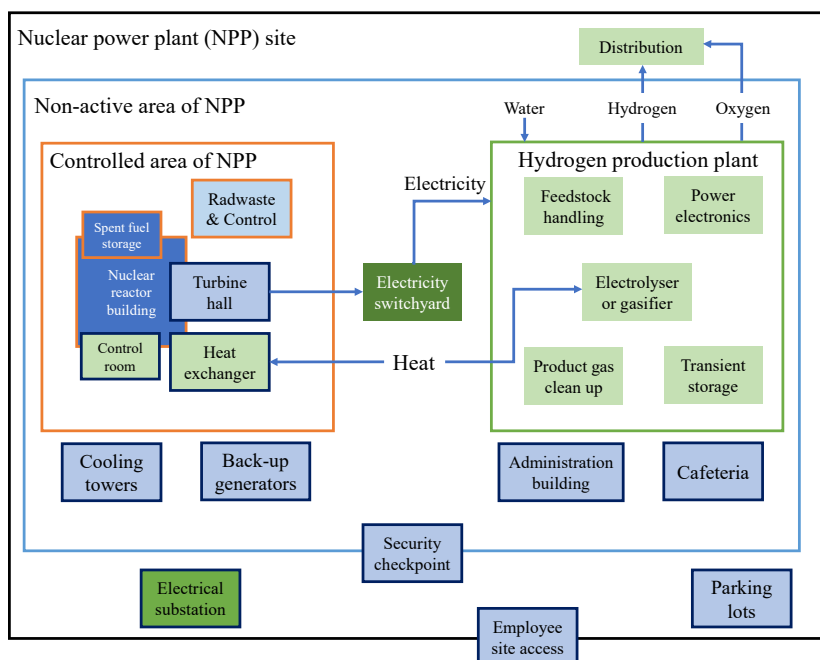 Nuclear power plant (NPP) site
Distribution
Non-active area of NPP
Water
Hydrogen
Oxygen
Controlled area of NPP
Hydrogen production plant
Radwaste
& Control
Electricity
Feedstock
handling
Power
electronics
Spent fuel
storage
Nuclear
reactor
building
Turbine
hall
Electricity
switchyard
Electrolyser
or gasifier
Control
room
Heat
exchanger
Heat
Product gas
clean up
Transient
storage
Cooling
towers
Back-up
generators
Administration
building
Cafeteria
Security
checkpoint
Electrical
substation
Parking
lots
Employee
site access